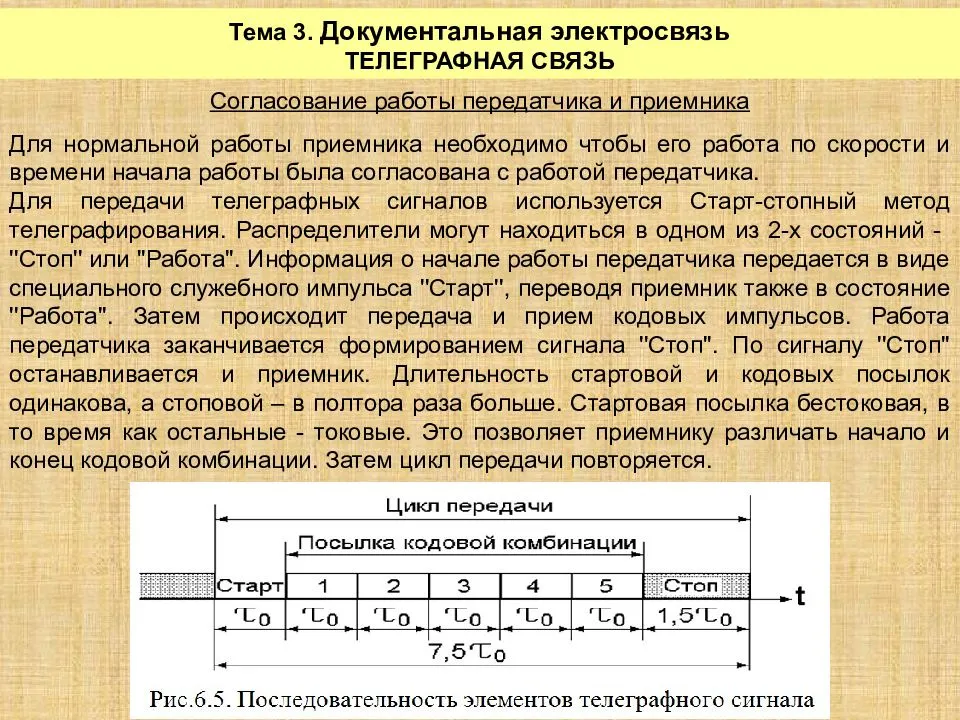 Тема 3. Документальная электросвязь
ТЕЛЕГРАФНАЯ СВЯЗЬ
Согласование работы передатчика и приемника
Для нормальной работы приемника необходимо чтобы его работа по скорости и
времени начала работы была согласована с работой передатчика.
Для передачи телеграфных сигналов используется Старт-стопный метод
телеграфирования. Распределители могут находиться в одном из 2-х состояний -
"Стоп" или "Работа". Информация о начале работы передатчика передается в виде
специального служебного импульса "Старт", переводя приемник также в состояние
"Работа". Затем происходит передача и прием кодовых импульсов. Работа
передатчика заканчивается формированием сигнала "Стоп". По сигналу "Стоп"
останавливается и приемник. Длительность стартовой и кодовых посылок
одинакова, а стоповой – в полтора раза больше. Стартовая посылка бестоковая, в
то время как остальные - токовые. Это позволяет приемнику различать начало и
конец кодовой комбинации. Затем цикл передачи повторяется.
Цикл передачи
Посылка кодовой комбинации
Старт 1 2 3 4 5 Стоп
t
τ0 τ0 τ0 τ0 τ0 τ0 1,5τ0
7,5τ0
Рис.6.5. Последовательность элементов телеграфного сигнала